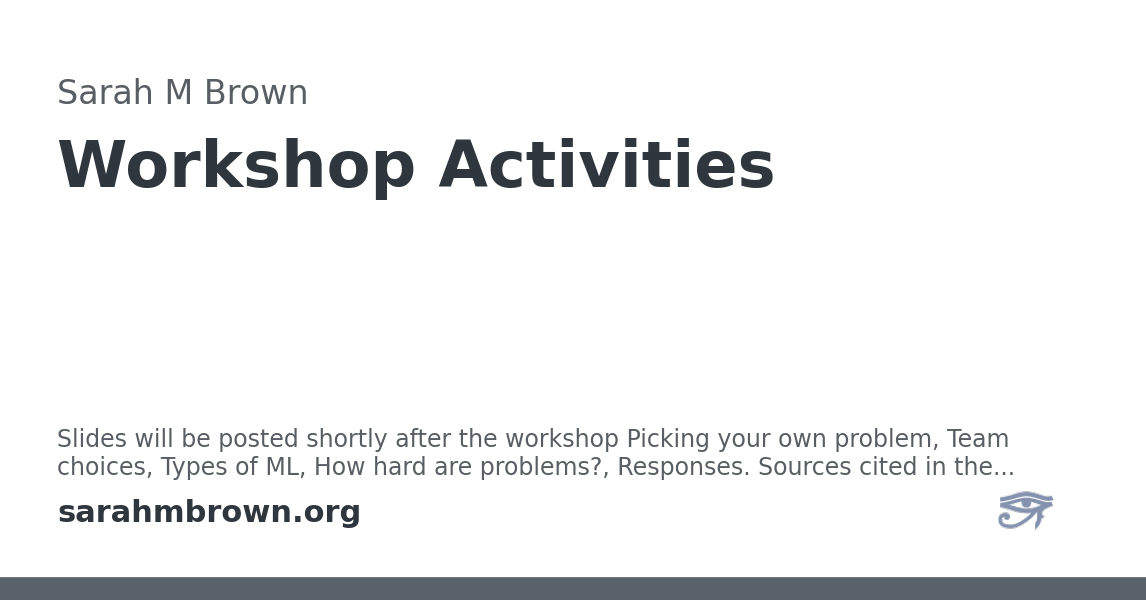 Sarah M Brown
Workshop Activities
Slides will be posted shortly after the workshop Picking your own problem, Team
choices, Types of ML, How hard are problems?, Responses. Sources cited in the...
sarahmbrown.org